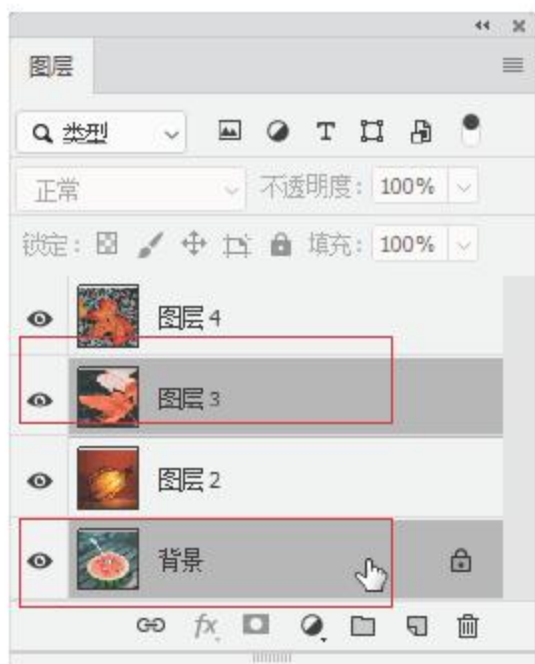 图层
类型
正常 不透明度: 100%
锁定: 填充: 100%
图层 4
图层 3
图层 2
背景
fx